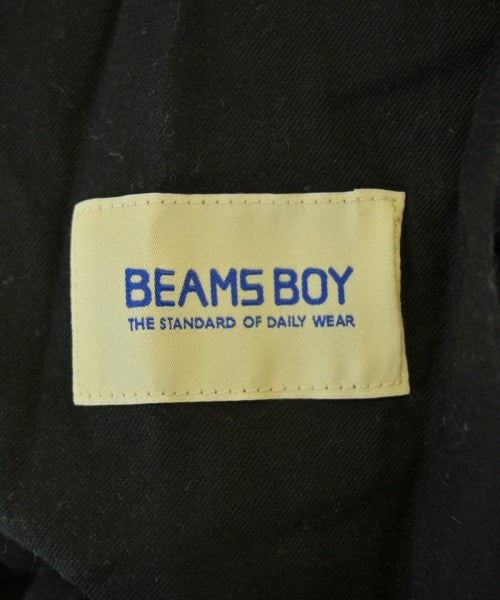 BEAMS BOY
THE STANDARD OF DAILY WEAR